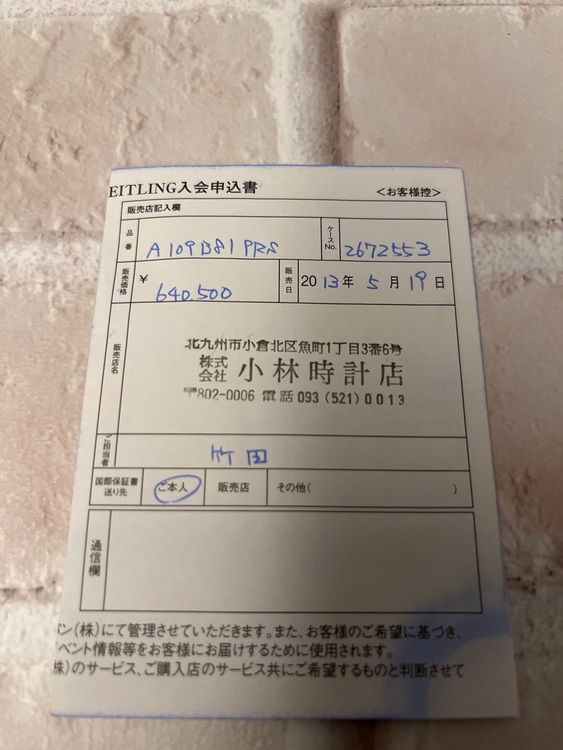 EITLING入会申込書 <お客様控>
販売店記入欄
品番 A109B81PRS ケースNo. 2672553
販売価格 ¥ 640,500 販売日 2013年5月19日
販売店名
北九州市小倉北区魚町1丁目3番6号
株式会社 小林時計店
〒802-0006 電話 093(521)0013
ご担当者 竹田
国際保証書送り先 ご本人 販売店 その他( )
通信欄
パン(株)にて管理させていただきます。また、お客様のご希望に基づき、
ベント情報等をお客様にお届けするために使用されます。
株)のサービス、ご購入店のサービス共にご希望するものと判断させて